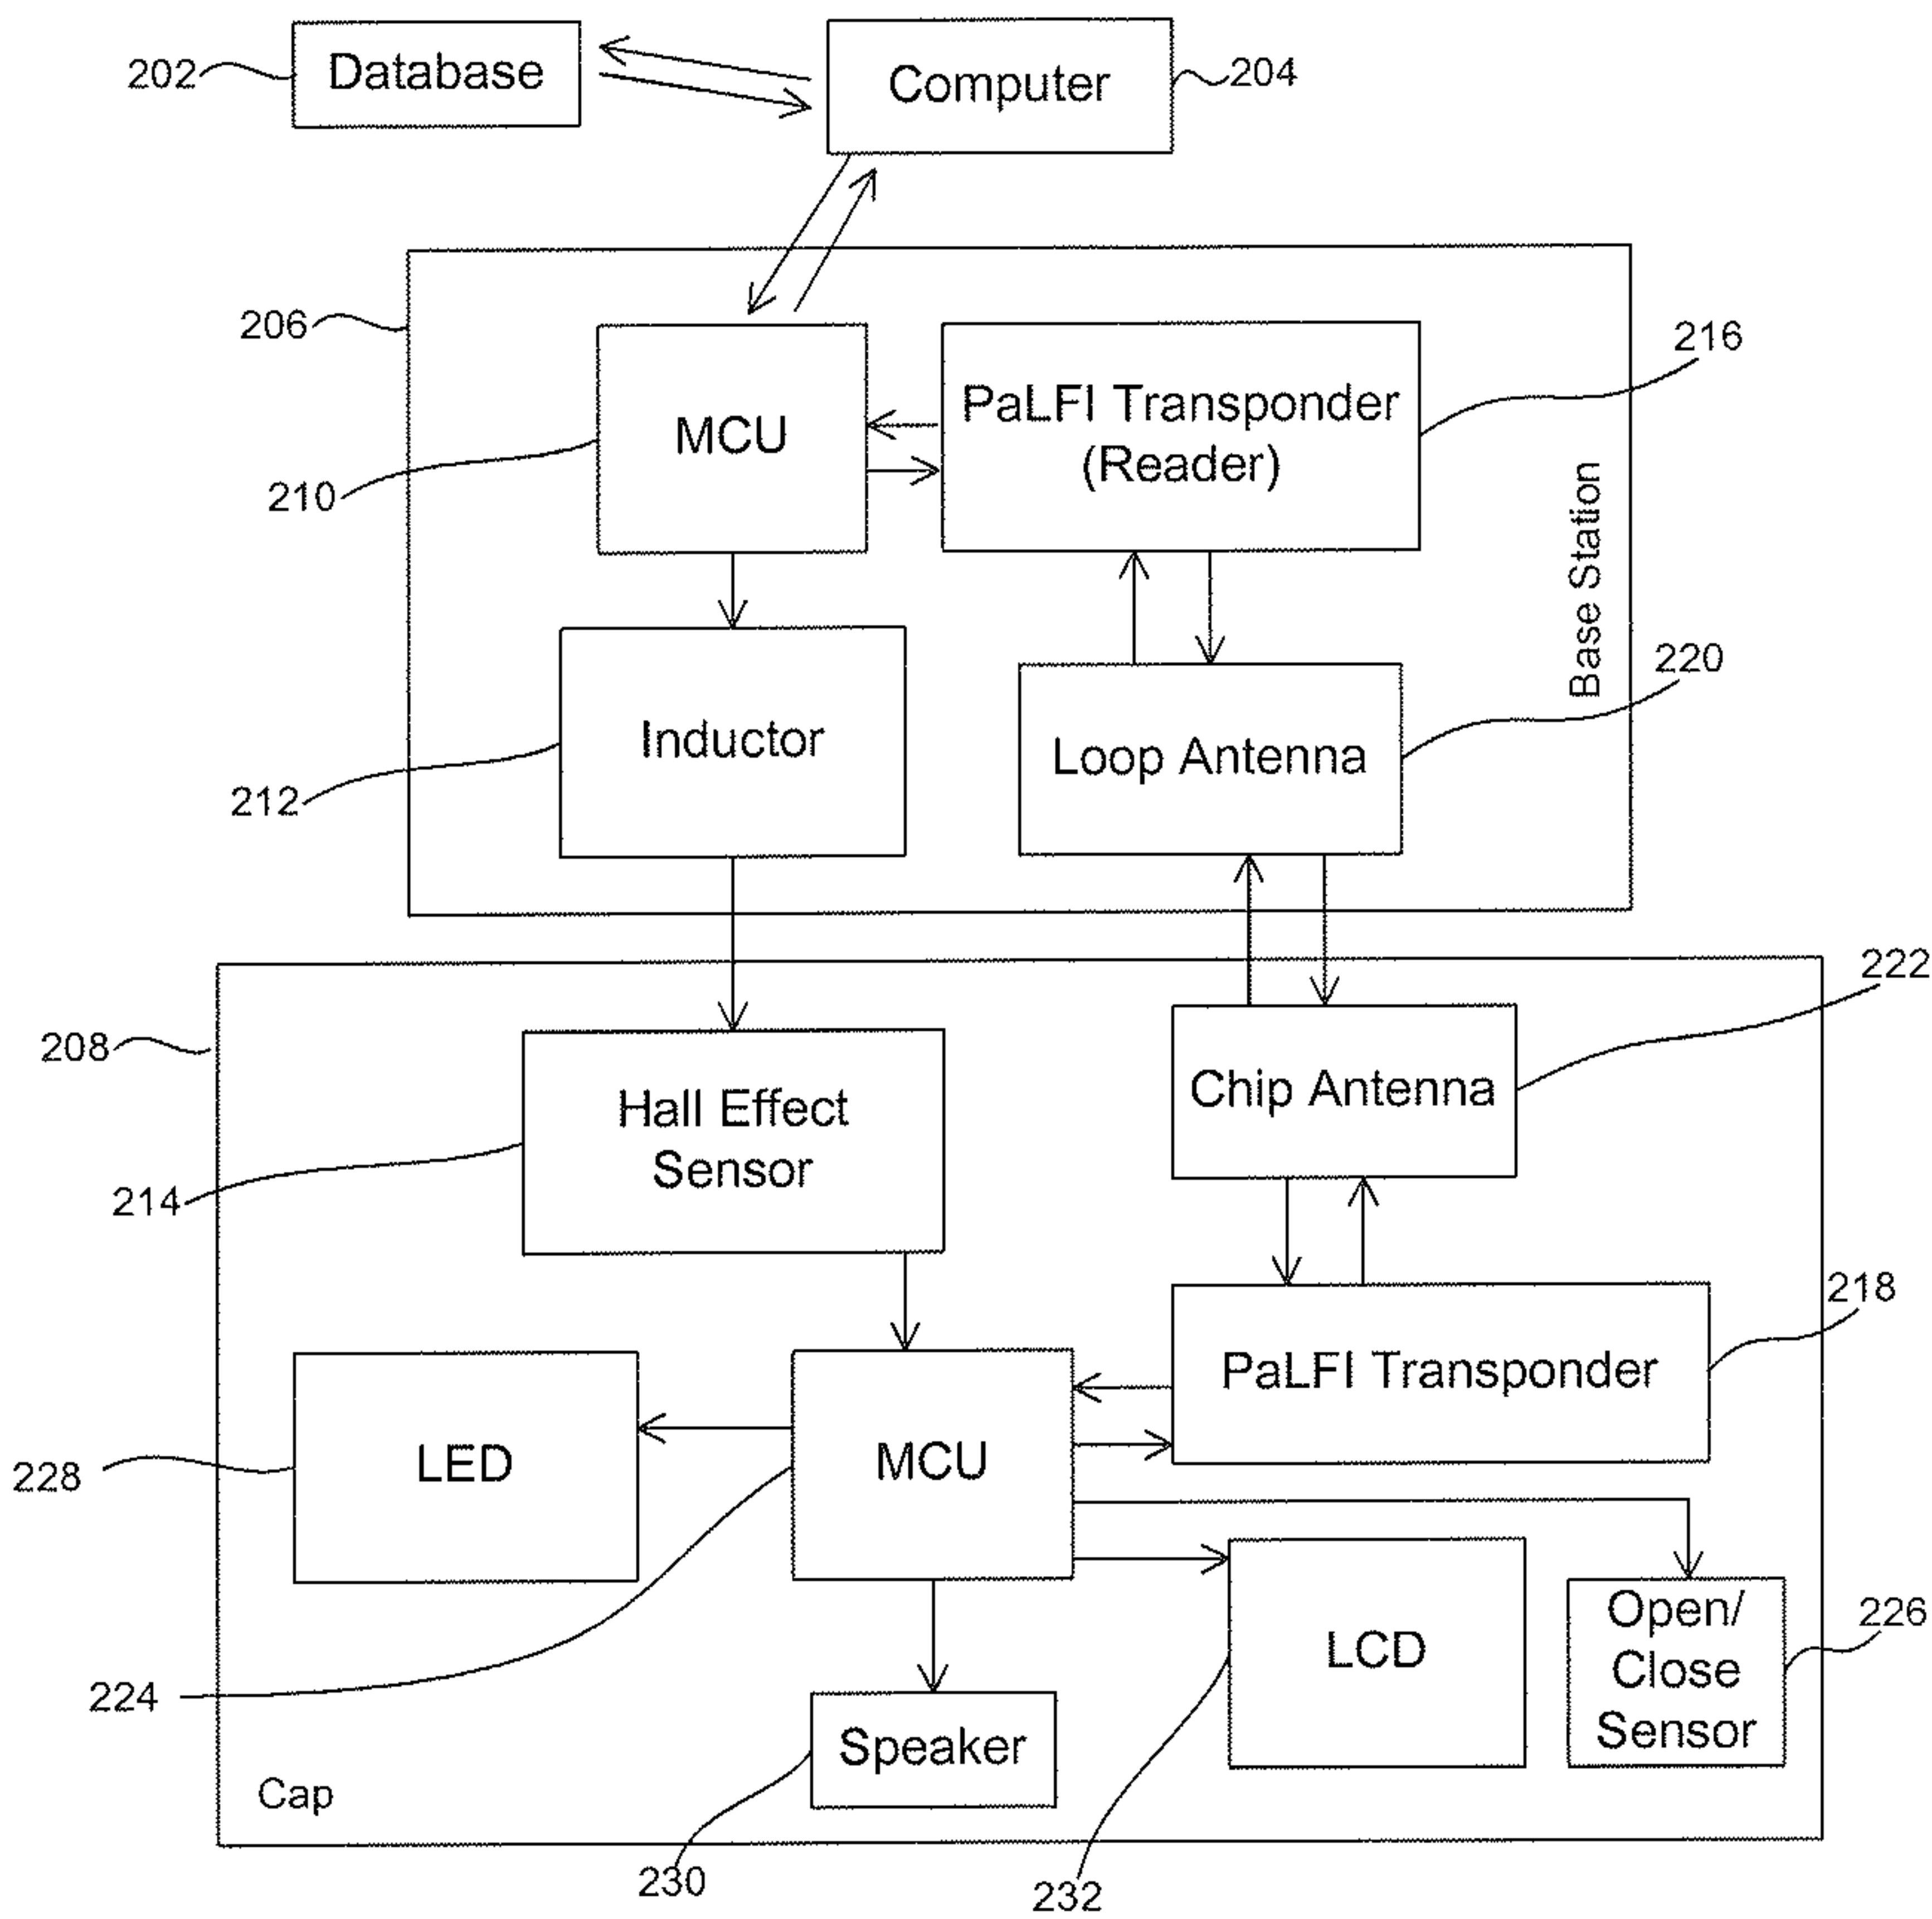 Database
Computer
202
204
206
216
MCU
PaLFI Transponder
(Reader)
210
Base Station
220
Inductor
Loop Antenna
212
222
208
Chip Antenna
Hall Effect
Sensor
214
218
PaLFI Transponder
LED
MCU
228
Open/
Close
Sensor
226
LCD
224
Speaker
Cap
230
232